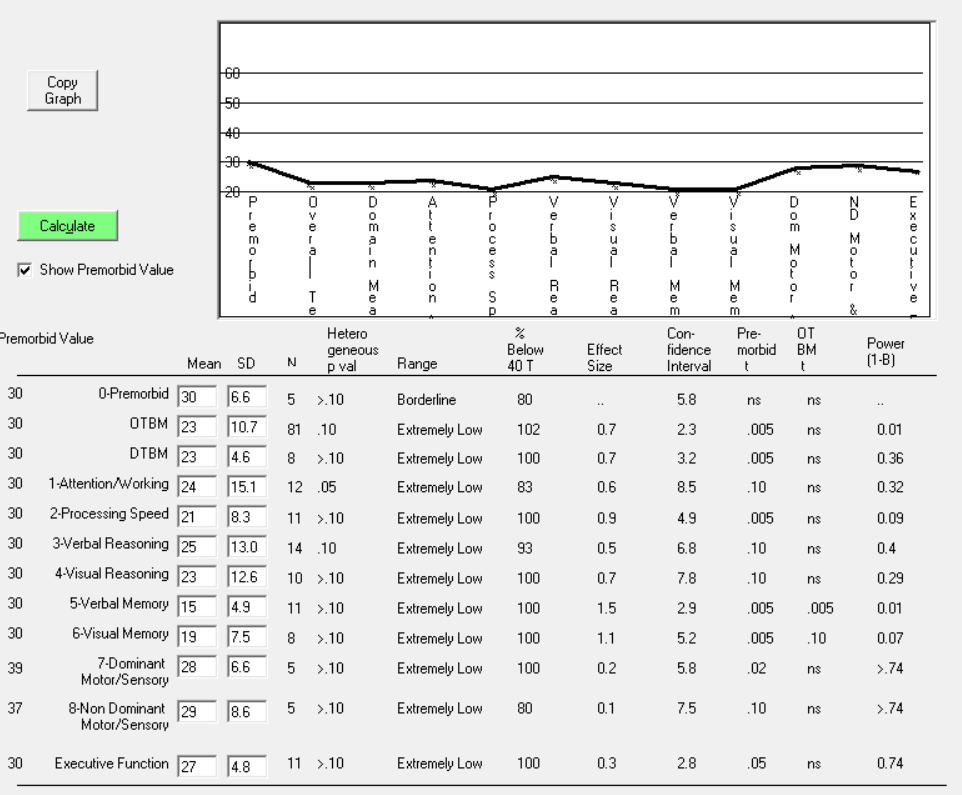 Copy
Graph
60
50
40
30
20
Premorbid
Overall Te
Domain Mea
Attention
Process Sp
Verbal Rea
Visual Rea
Verbal Mem
Visual Mem
Dom Motor
ND Motor &
Executive
Calculate
Show Premorbid Value
Premorbid Value
Mean SD N Hetero geneous p val Range % Below 40 T Effect Size Con- fidence Interval Pre- morbid t OT BM t Power (1-B)
30 0-Premorbid 30 6.6 5 >.10 Borderline 80 .. 5.8 ns ns ..
30 OTBM 23 10.7 81 .10 Extremely Low 102 0.7 2.3 .005 ns 0.01
30 DTBM 23 4.6 8 >.10 Extremely Low 100 0.7 3.2 .005 ns 0.36
30 1-Attention/Working 24 15.1 12 .05 Extremely Low 83 0.6 8.5 .10 ns 0.32
30 2-Processing Speed 21 8.3 11 >.10 Extremely Low 100 0.9 4.9 .005 ns 0.09
30 3-Verbal Reasoning 25 13.0 14 .10 Extremely Low 93 0.5 6.8 .10 ns 0.4
30 4-Visual Reasoning 23 12.6 10 >.10 Extremely Low 100 0.7 7.8 .10 ns 0.29
30 5-Verbal Memory 15 4.9 11 >.10 Extremely Low 100 1.5 2.9 .005 .005 0.01
30 6-Visual Memory 19 7.5 8 >.10 Extremely Low 100 1.1 5.2 .005 .10 0.07
39 7-Dominant Motor/Sensory 28 6.6 5 >.10 Extremely Low 100 0.2 5.8 .02 ns >.74
37 8-Non Dominant Motor/Sensory 29 8.6 5 >.10 Extremely Low 80 0.1 7.5 .10 ns >.74
30 Executive Function 27 4.8 11 >.10 Extremely Low 100 0.3 2.8 .05 ns 0.74